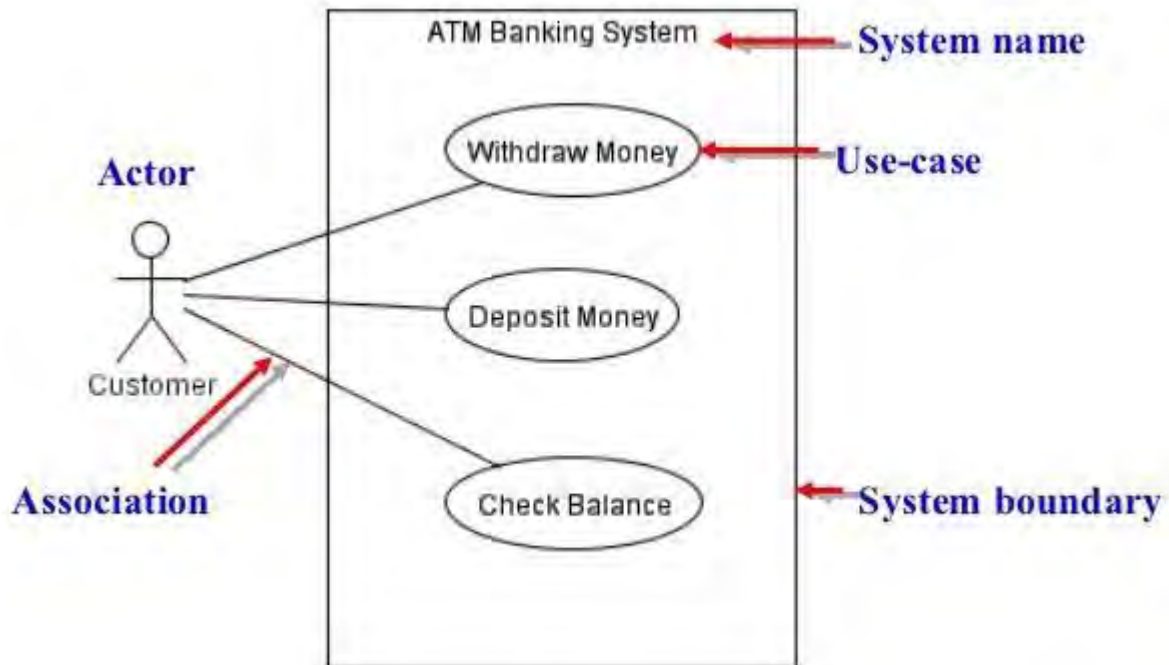 ATM Banking System
System name
Withdraw Money
Use-case
Actor
Deposit Money
Customer
Association
Check Balance
System boundary